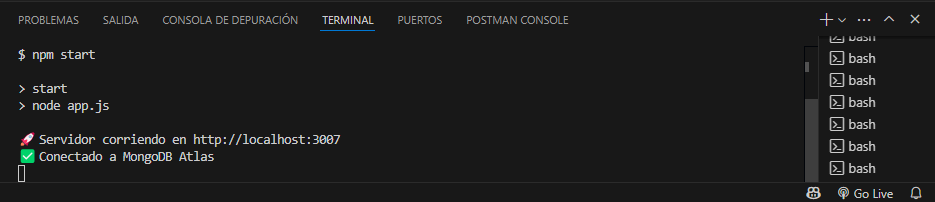 PROBLEMAS SALIDA CONSOLA DE DEPURACIÓN TERMINAL PUERTOS POSTMAN CONSOLE
$ npm start
> start
> node app.js
🚀 Servidor corriendo en http://localhost:3007
✅ Conectado a MongoDB Atlas
bash
bash
bash
bash
bash
bash
bash
Go Live